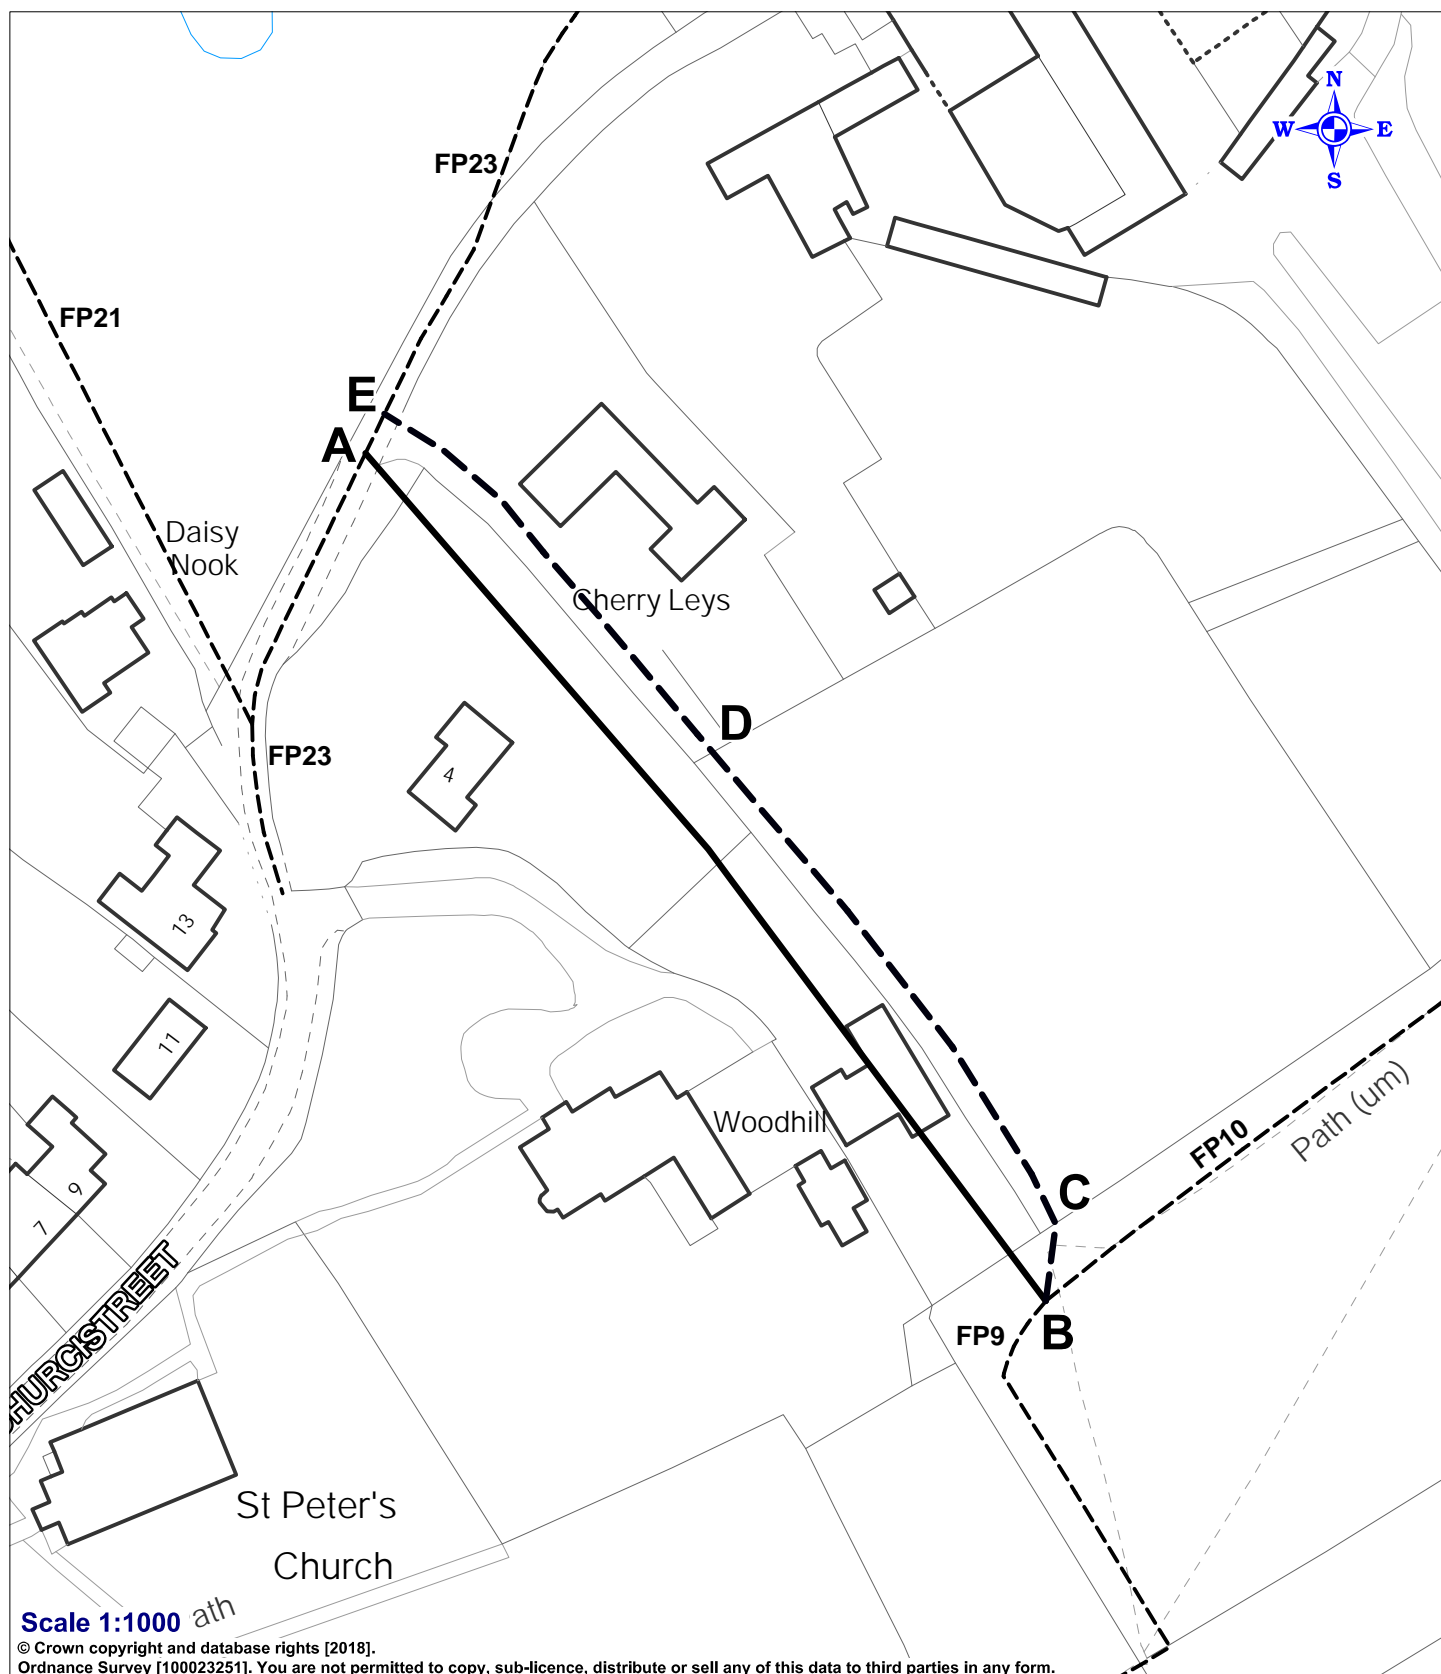 N
W E
S
FP23
FP21
E
A
Daisy
Nook
Cherry Leys
D
FP23
4
13
11
Woodhill
FP10
Path (um)
9
7
C
B
FP9
STREET
St Peter's
Church
ath
Scale 1:1000
© Crown copyright and database rights [2018].
Ordnance Survey [100023251]. You are not permitted to copy, sub-licence, distribute or sell any of this data to third parties in any form.